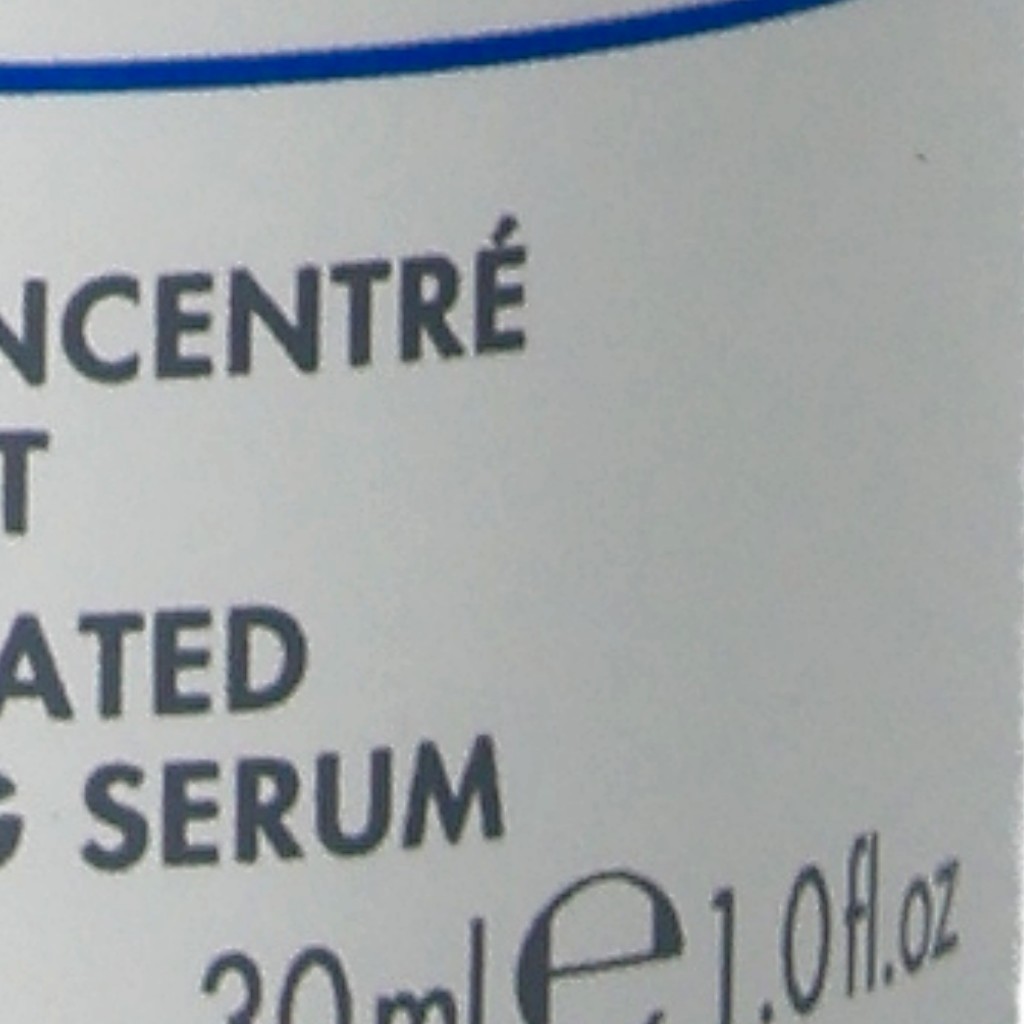 NCENTRÉ
T
ATED
G SERUM
30ml e 1.0fl.oz